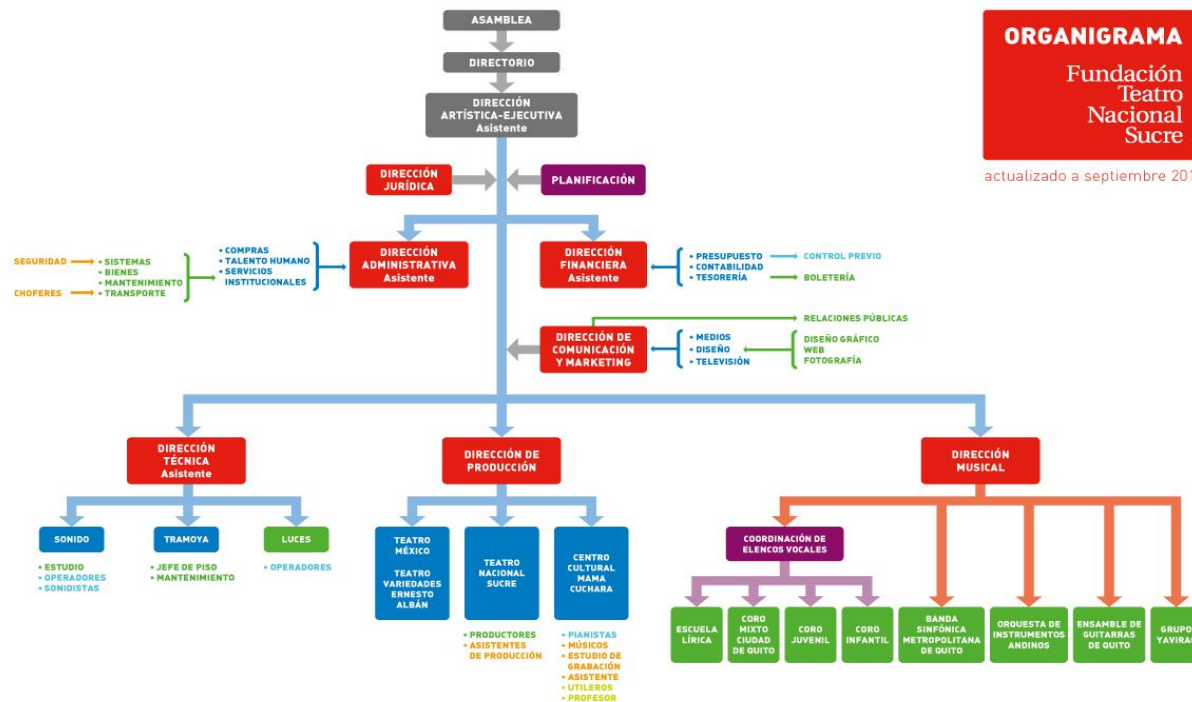 ASAMBLEA
DIRECTORIO
DIRECCIÓN
ARTÍSTICA-EJECUTIVA
Asistente
ORGANIGRAMA
Fundación
Teatro
Nacional
Sucre
actualizado a septiembre 201
DIRECCIÓN
JURÍDICA
PLANIFICACIÓN
SEGURIDAD
CHOFERES
• SISTEMAS
• BIENES
• MANTENIMIENTO
• TRANSPORTE
• COMPRAS
• TALENTO HUMANO
• SERVICIOS
INSTITUCIONALES
DIRECCIÓN
ADMINISTRATIVA
Asistente
DIRECCIÓN
FINANCIERA
Asistente
• PRESUPUESTO
• CONTABILIDAD
• TESORERÍA
CONTROL PREVIO
BOLETERÍA
RELACIONES PÚBLICAS
DIRECCIÓN DE
COMUNICACIÓN
Y MARKETING
• MEDIOS
• DISEÑO
• TELEVISIÓN
DISEÑO GRÁFICO
WEB
FOTOGRAFÍA
DIRECCIÓN
TÉCNICA
Asistente
DIRECCIÓN DE
PRODUCCIÓN
DIRECCIÓN
MUSICAL
SONIDO
• ESTUDIO
• OPERADORES
• SONIDISTAS
TRAMOYA
• JEFE DE PISO
• MANTENIMIENTO
LUCES
• OPERADORES
TEATRO
MÉXICO
TEATRO
VARIEDADES
ERNESTO
ALBÁN
TEATRO
NACIONAL
SUCRE
• PRODUCTORES
• ASISTENTES
DE PRODUCCIÓN
CENTRO
CULTURAL
MAMA
CUCHARA
• PIANISTAS
• MÚSICOS
• ESTUDIO DE
GRABACIÓN
• ASISTENTE
• UTILEROS
• PROFESOR
COORDINACIÓN DE
ELENCOS VOCALES
ESCUELA
LÍRICA
CORO
MIXTO
CIUDAD
DE QUITO
CORO
JUVENIL
CORO
INFANTIL
BANDA
SINFÓNICA
METROPOLITANA
DE QUITO
ORQUESTA DE
INSTRUMENTOS
ANDINOS
ENSAMBLE DE
GUITARRAS
DE QUITO
GRUPO